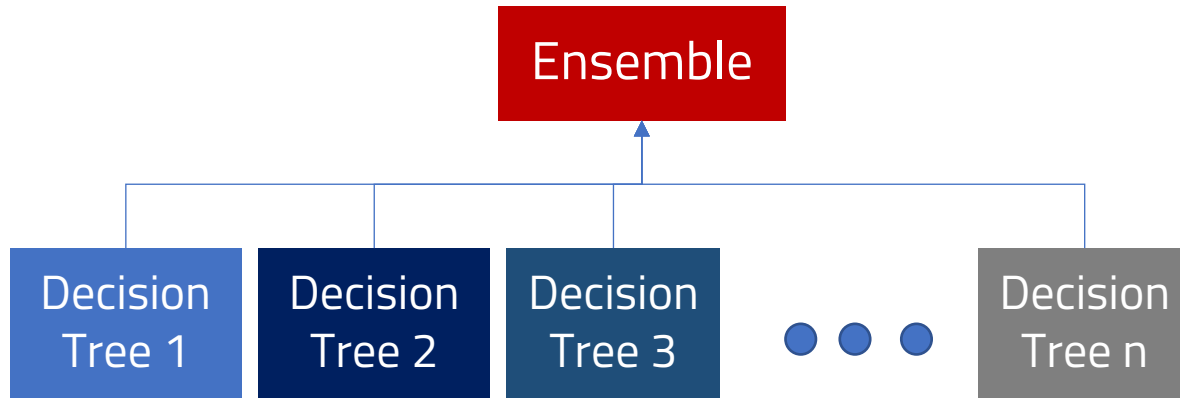 Ensemble
Decision
Tree 1
Decision
Tree 2
Decision
Tree 3
Decision
Tree n